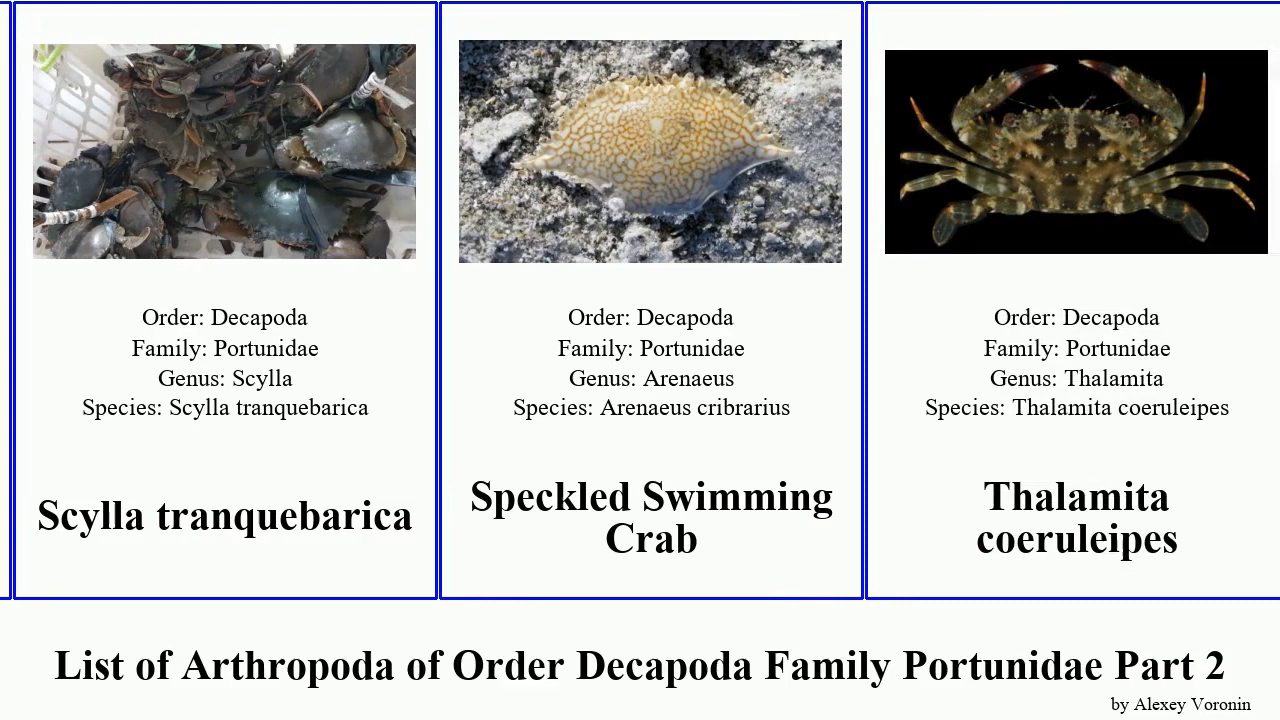 Order: Decapoda
Family: Portunidae
Genus: Scylla
Species: Scylla tranquebarica
Scylla tranquebarica
Order: Decapoda
Family: Portunidae
Genus: Arenaeus
Species: Arenaeus cribrarius
Speckled Swimming
Crab
Order: Decapoda
Family: Portunidae
Genus: Thalamita
Species: Thalamita coeruleipes
Thalamita
coeruleipes
List of Arthropoda of Order Decapoda Family Portunidae Part 2
by Alexey Voronin